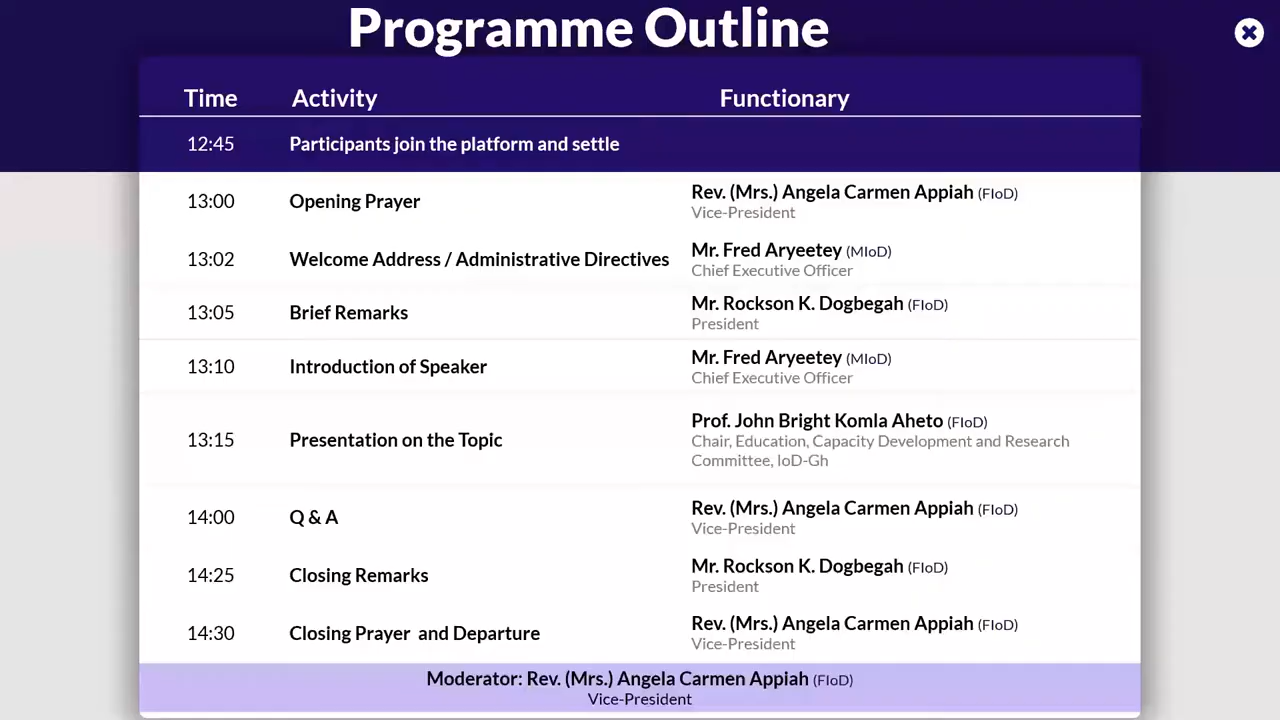 Programme Outline
Time Activity Functionary
12:45 Participants join the platform and settle
13:00 Opening Prayer Rev. (Mrs.) Angela Carmen Appiah (FIoD)
Vice-President
13:02 Welcome Address / Administrative Directives Mr. Fred Aryeetey (MIoD)
Chief Executive Officer
13:05 Brief Remarks Mr. Rockson K. Dogbegah (FIoD)
President
13:10 Introduction of Speaker Mr. Fred Aryeetey (MIoD)
Chief Executive Officer
13:15 Presentation on the Topic Prof. John Bright Komla Aheto (FIoD)
Chair, Education, Capacity Development and Research
Committee, IoD-Gh
14:00 Q & A Rev. (Mrs.) Angela Carmen Appiah (FIoD)
Vice-President
14:25 Closing Remarks Mr. Rockson K. Dogbegah (FIoD)
President
14:30 Closing Prayer and Departure Rev. (Mrs.) Angela Carmen Appiah (FIoD)
Vice-President
Moderator: Rev. (Mrs.) Angela Carmen Appiah (FIoD)
Vice-President